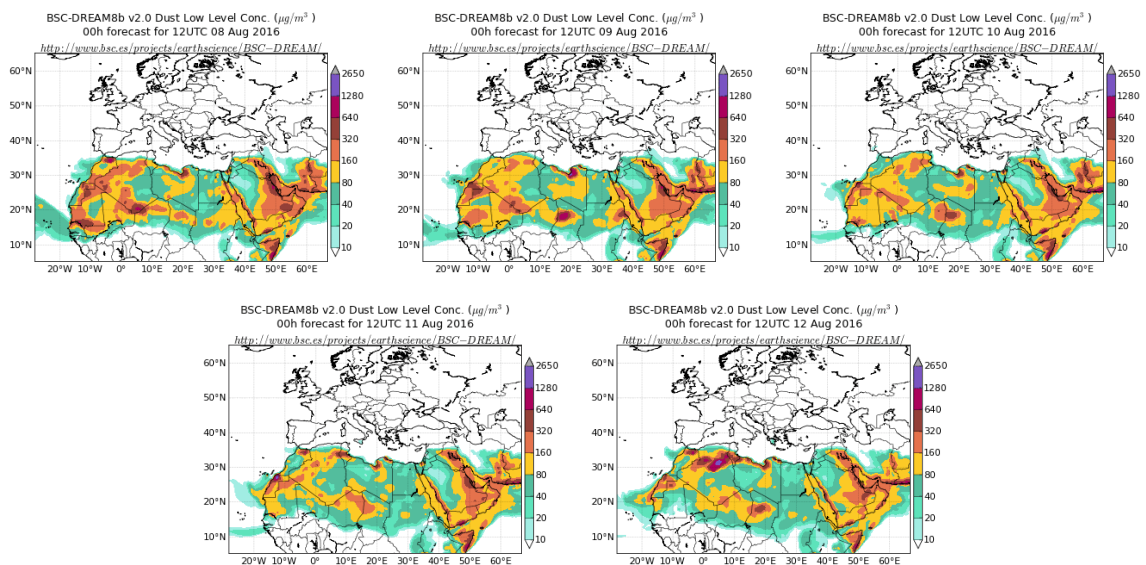 BSC-DREAM8b v2.0 Dust Low Level Conc. (µg/m³ )
00h forecast for 12UTC 08 Aug 2016
http://www.bsc.es/projects/earthscience/BSC−DREAM/
60°N
50°N
40°N
30°N
20°N
10°N
20°W 10°W 0° 10°E 20°E 30°E 40°E 50°E 60°E
2650
1280
640
320
160
80
40
20
10
BSC-DREAM8b v2.0 Dust Low Level Conc. (µg/m³ )
00h forecast for 12UTC 09 Aug 2016
http://www.bsc.es/projects/earthscience/BSC−DREAM/
60°N
50°N
40°N
30°N
20°N
10°N
20°W 10°W 0° 10°E 20°E 30°E 40°E 50°E 60°E
2650
1280
640
320
160
80
40
20
10
BSC-DREAM8b v2.0 Dust Low Level Conc. (µg/m³ )
00h forecast for 12UTC 10 Aug 2016
http://www.bsc.es/projects/earthscience/BSC−DREAM/
60°N
50°N
40°N
30°N
20°N
10°N
20°W 10°W 0° 10°E 20°E 30°E 40°E 50°E 60°E
2650
1280
640
320
160
80
40
20
10
BSC-DREAM8b v2.0 Dust Low Level Conc. (µg/m³ )
00h forecast for 12UTC 11 Aug 2016
http://www.bsc.es/projects/earthscience/BSC−DREAM/
60°N
50°N
40°N
30°N
20°N
10°N
20°W 10°W 0° 10°E 20°E 30°E 40°E 50°E 60°E
2650
1280
640
320
160
80
40
20
10
BSC-DREAM8b v2.0 Dust Low Level Conc. (µg/m³ )
00h forecast for 12UTC 12 Aug 2016
http://www.bsc.es/projects/earthscience/BSC−DREAM/
60°N
50°N
40°N
30°N
20°N
10°N
20°W 10°W 0° 10°E 20°E 30°E 40°E 50°E 60°E
2650
1280
640
320
160
80
40
20
10